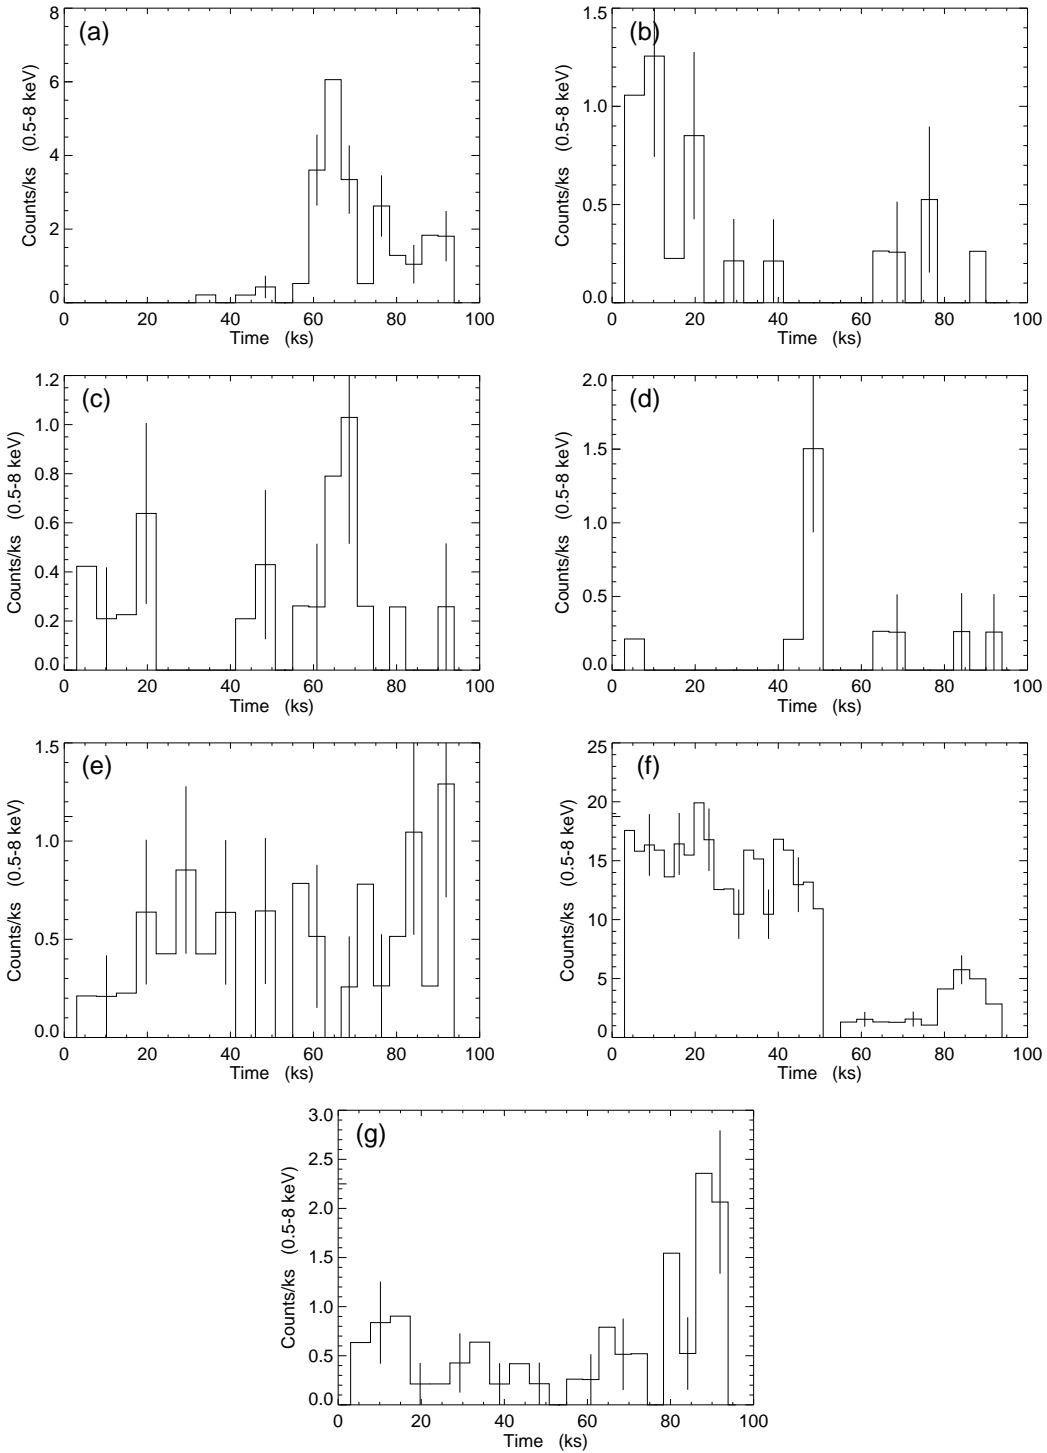 (a)
Counts/ks (0.5-8 keV)
8
6
4
2
0
0 20 40 60 80 100
Time (ks)
(b)
Counts/ks (0.5-8 keV)
1.5
1.0
0.5
0.0
0 20 40 60 80 100
Time (ks)
(c)
Counts/ks (0.5-8 keV)
1.2
1.0
0.8
0.6
0.4
0.2
0.0
0 20 40 60 80 100
Time (ks)
(d)
Counts/ks (0.5-8 keV)
2.0
1.5
1.0
0.5
0.0
0 20 40 60 80 100
Time (ks)
(e)
Counts/ks (0.5-8 keV)
1.5
1.0
0.5
0.0
0 20 40 60 80 100
Time (ks)
(f)
Counts/ks (0.5-8 keV)
25
20
15
10
5
0
0 20 40 60 80 100
Time (ks)
(g)
Counts/ks (0.5-8 keV)
3.0
2.5
2.0
1.5
1.0
0.5
0.0
0 20 40 60 80 100
Time (ks)